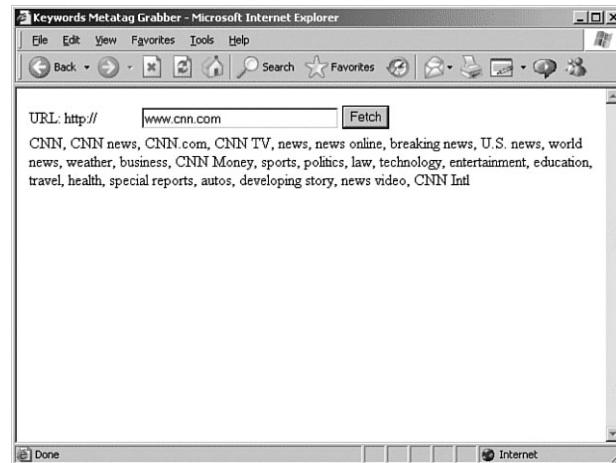 Keywords Metatag Grabber - Microsoft Internet Explorer
File Edit View Favorites Tools Help
Back Search Favorites
URL: http:// www.cnn.com Fetch
CNN, CNN news, CNN.com, CNN TV, news, news online, breaking news, U.S. news, world
news, weather, business, CNN Money, sports, politics, law, technology, entertainment, education,
travel, health, special reports, autos, developing story, news video, CNN Intl
Done Internet